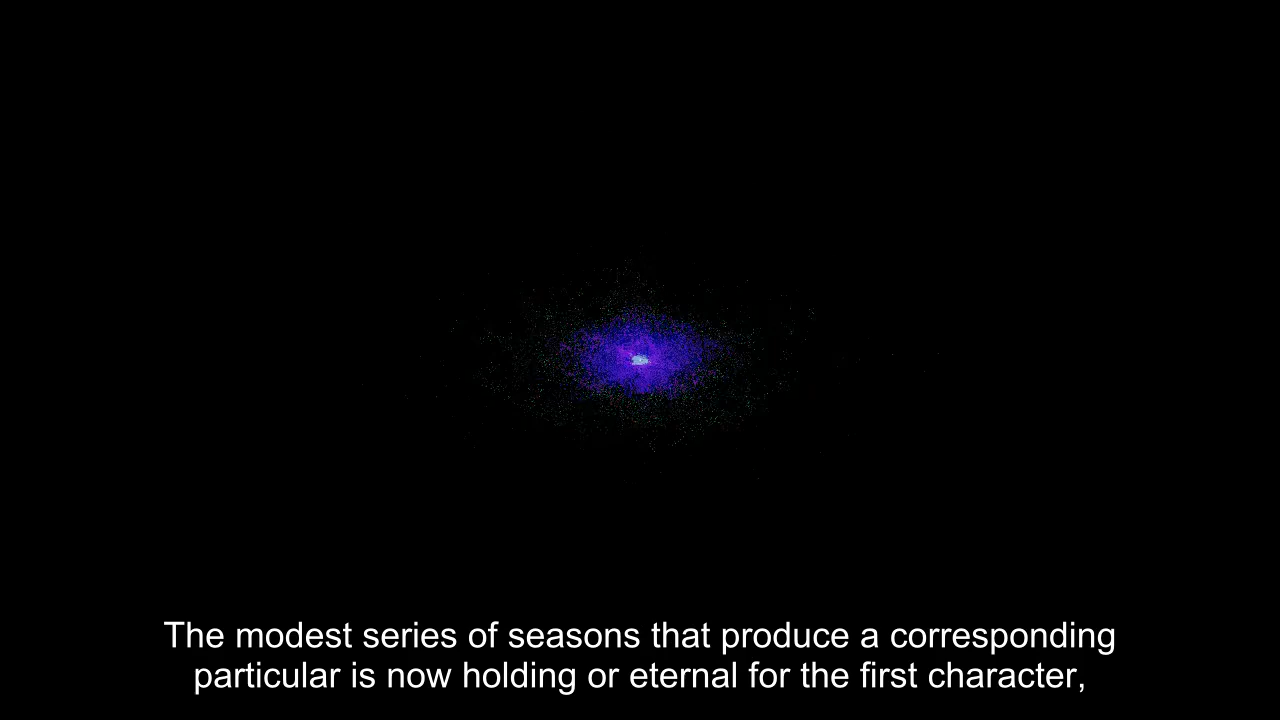 The modest series of seasons that produce a corresponding
particular is now holding or eternal for the first character,